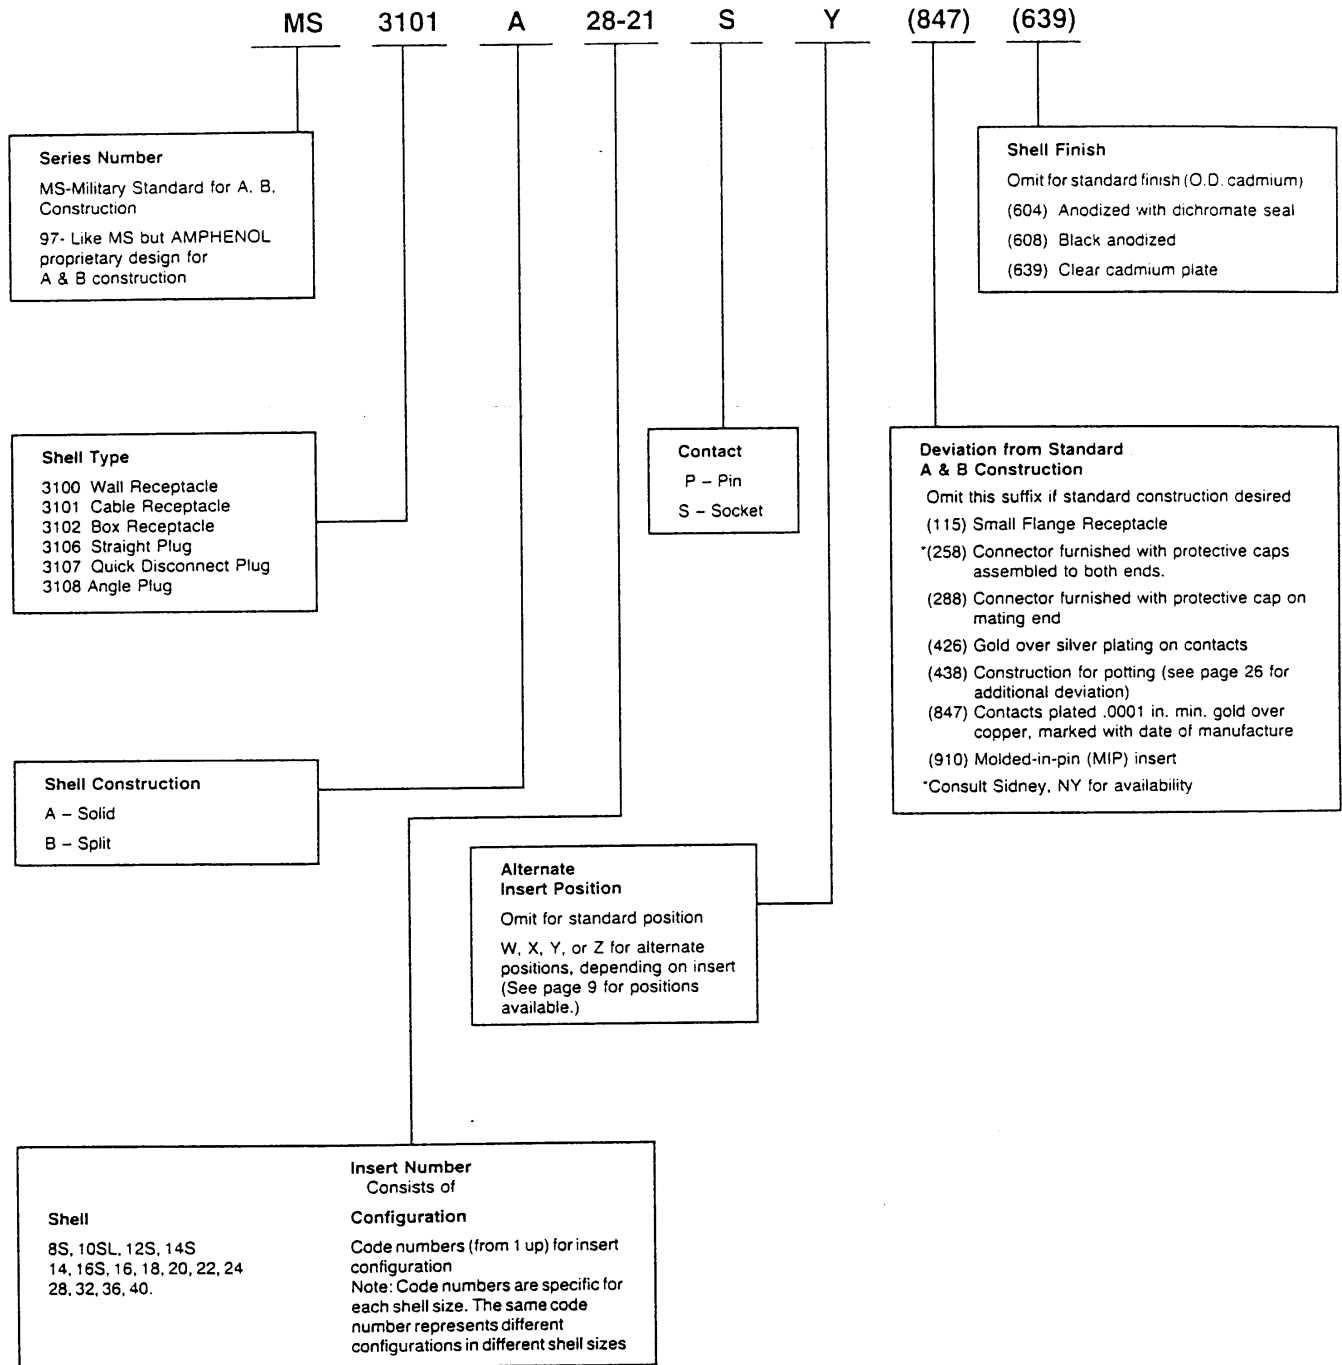 MS 3101 A 28-21 S Y (847) (639)
Series Number
MS-Military Standard for A, B,
Construction
97- Like MS but AMPHENOL
proprietary design for
A & B construction
Shell Finish
Omit for standard finish (O.D. cadmium)
(604) Anodized with dichromate seal
(608) Black anodized
(639) Clear cadmium plate
Shell Type
3100 Wall Receptacle
3101 Cable Receptacle
3102 Box Receptacle
3106 Straight Plug
3107 Quick Disconnect Plug
3108 Angle Plug
Contact
P – Pin
S – Socket
Deviation from Standard
A & B Construction
Omit this suffix if standard construction desired
(115) Small Flange Receptacle
*(258) Connector furnished with protective caps
assembled to both ends.
(288) Connector furnished with protective cap on
mating end
(426) Gold over silver plating on contacts
(438) Construction for potting (see page 26 for
additional deviation)
(847) Contacts plated .0001 in. min. gold over
copper, marked with date of manufacture
(910) Molded-in-pin (MIP) insert
*Consult Sidney, NY for availability
Shell Construction
A – Solid
B – Split
Alternate
Insert Position
Omit for standard position
W, X, Y, or Z for alternate
positions, depending on insert
(See page 9 for positions
available.)
Insert Number
Consists of
Shell
8S, 10SL, 12S, 14S
14, 16S, 16, 18, 20, 22, 24
28, 32, 36, 40.
Configuration
Code numbers (from 1 up) for insert
configuration
Note: Code numbers are specific for
each shell size. The same code
number represents different
configurations in different shell sizes